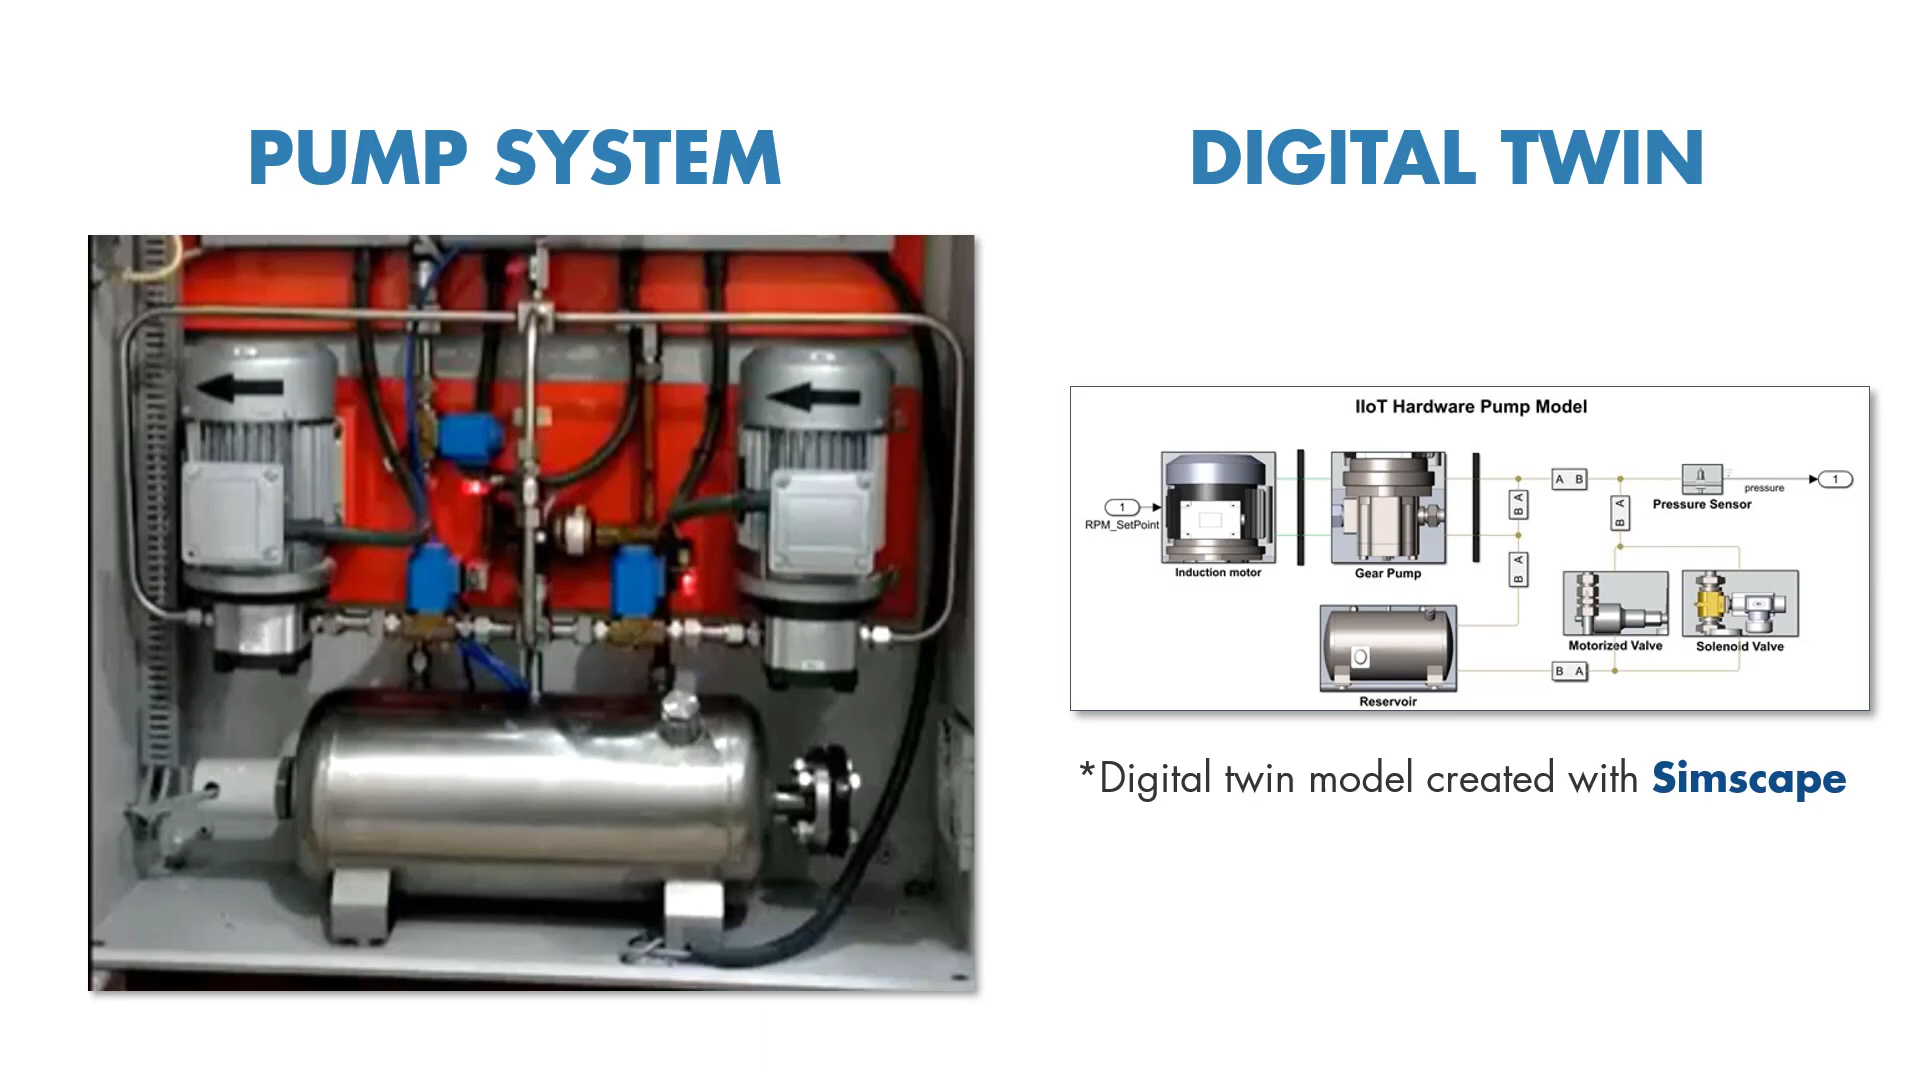 PUMP SYSTEM
DIGITAL TWIN
IIoT Hardware Pump Model
1
RPM_SetPoint
Induction motor
Gear Pump
B A
B A
A B
B A
Pressure Sensor
pressure
1
Motorized Valve
Solenoid Valve
B A
Reservoir
*Digital twin model created with Simscape